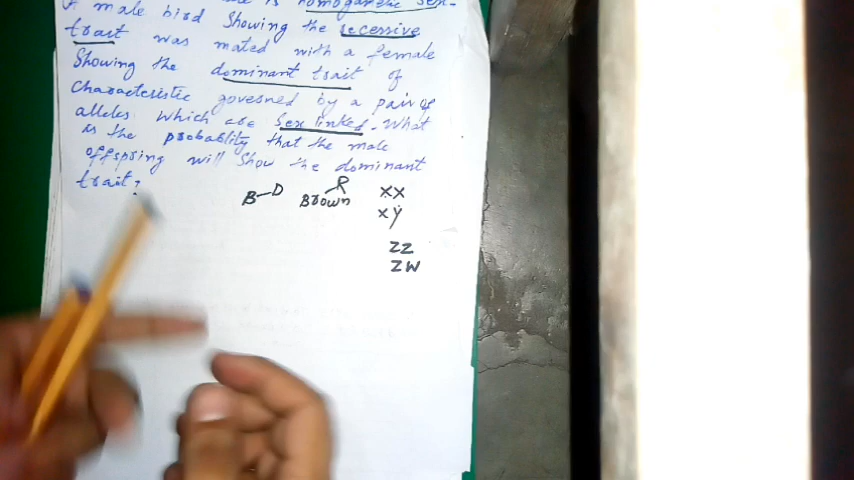 is homogametic sex-
A male bird Showing the recessive
trait was mated with a female
Showing the dominant trait of
characteristic governed by a pair of
alleles which are Sex linked. What
is the probablity that the male
offspring will show the dominant
trait?
B-D Brown R XX
XY
ZZ
ZW